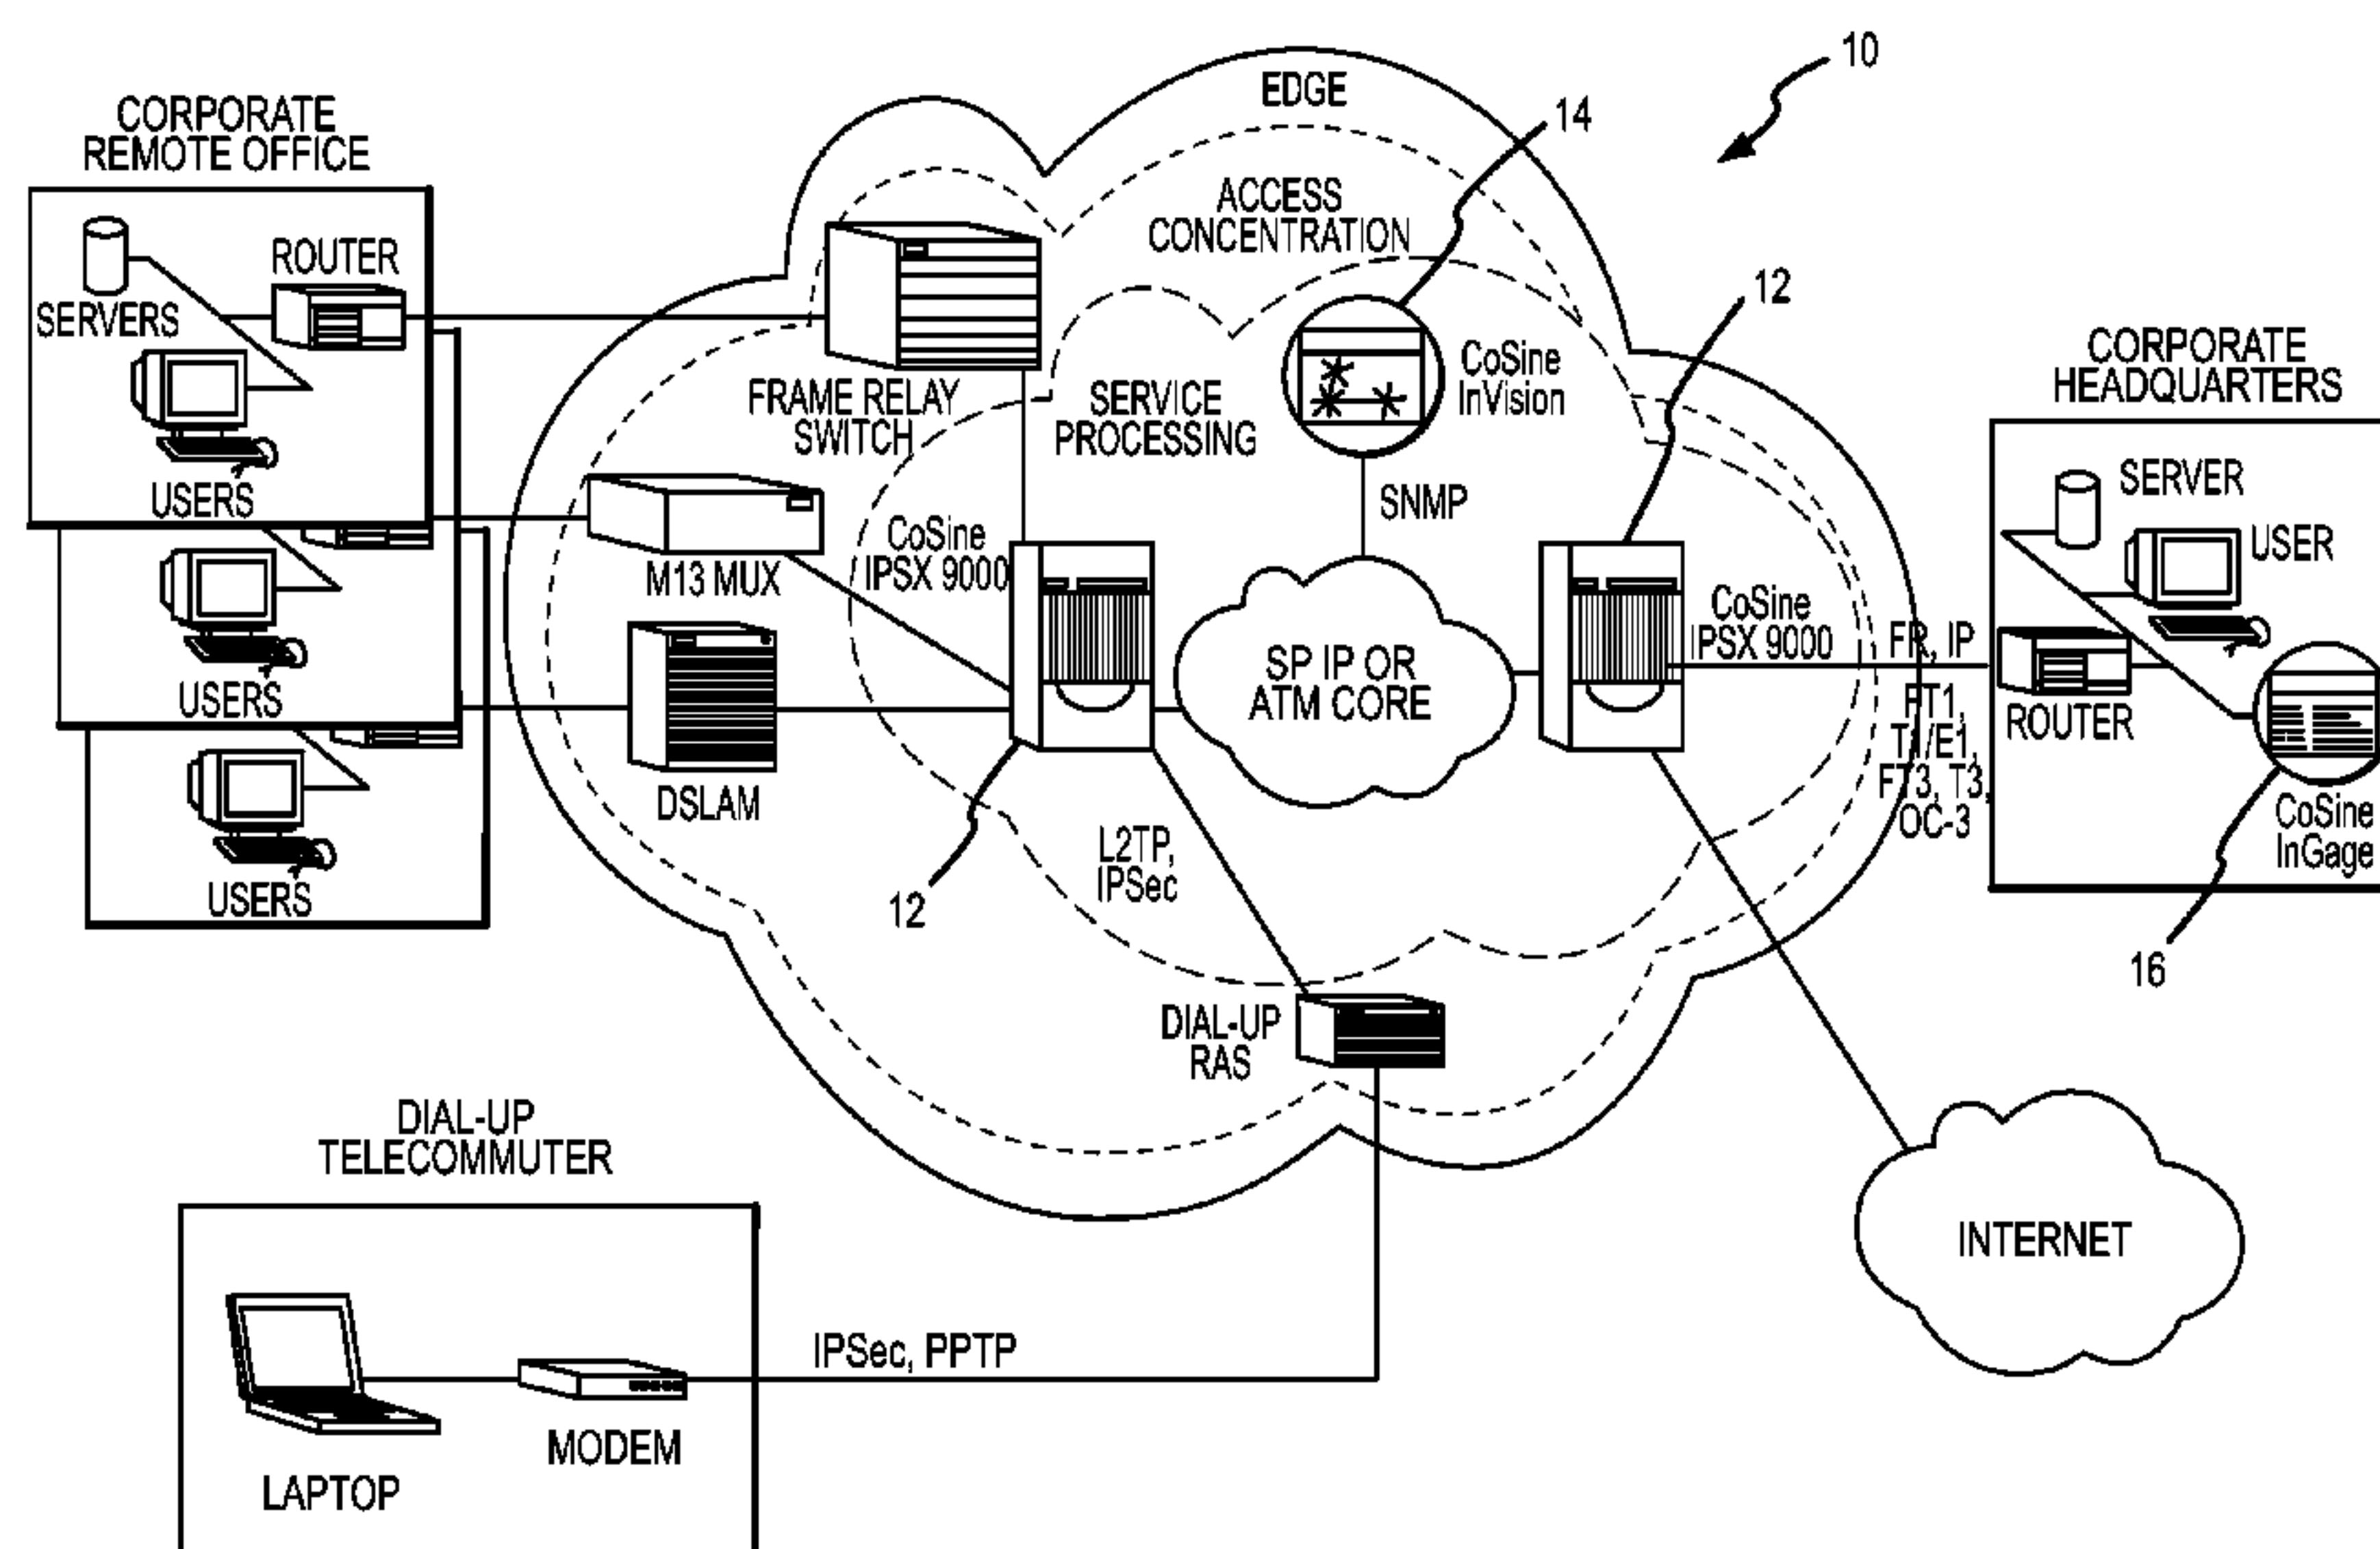 10
EDGE
14
CORPORATE
REMOTE OFFICE
ACCESS
CONCENTRATION
ROUTER
SERVERS
12
CoSine
InVision
CORPORATE
HEADQUARTERS
FRAME RELAY
SWITCH
SERVICE
PROCESSING
USERS
SNMP
SERVER
USER
CoSine
IPSX 9000
M13 MUX
CoSine
IPSX 9000
FR, IP
SP IP OR
ATM CORE
USERS
FT1,
T1/E1,
FT3, T3,
OC-3
ROUTER
DSLAM
CoSine
InGage
L2TP,
IPSec
USERS
12
16
DIAL-UP
RAS
DIAL-UP
TELECOMMUTER
INTERNET
IPSec, PPTP
MODEM
LAPTOP